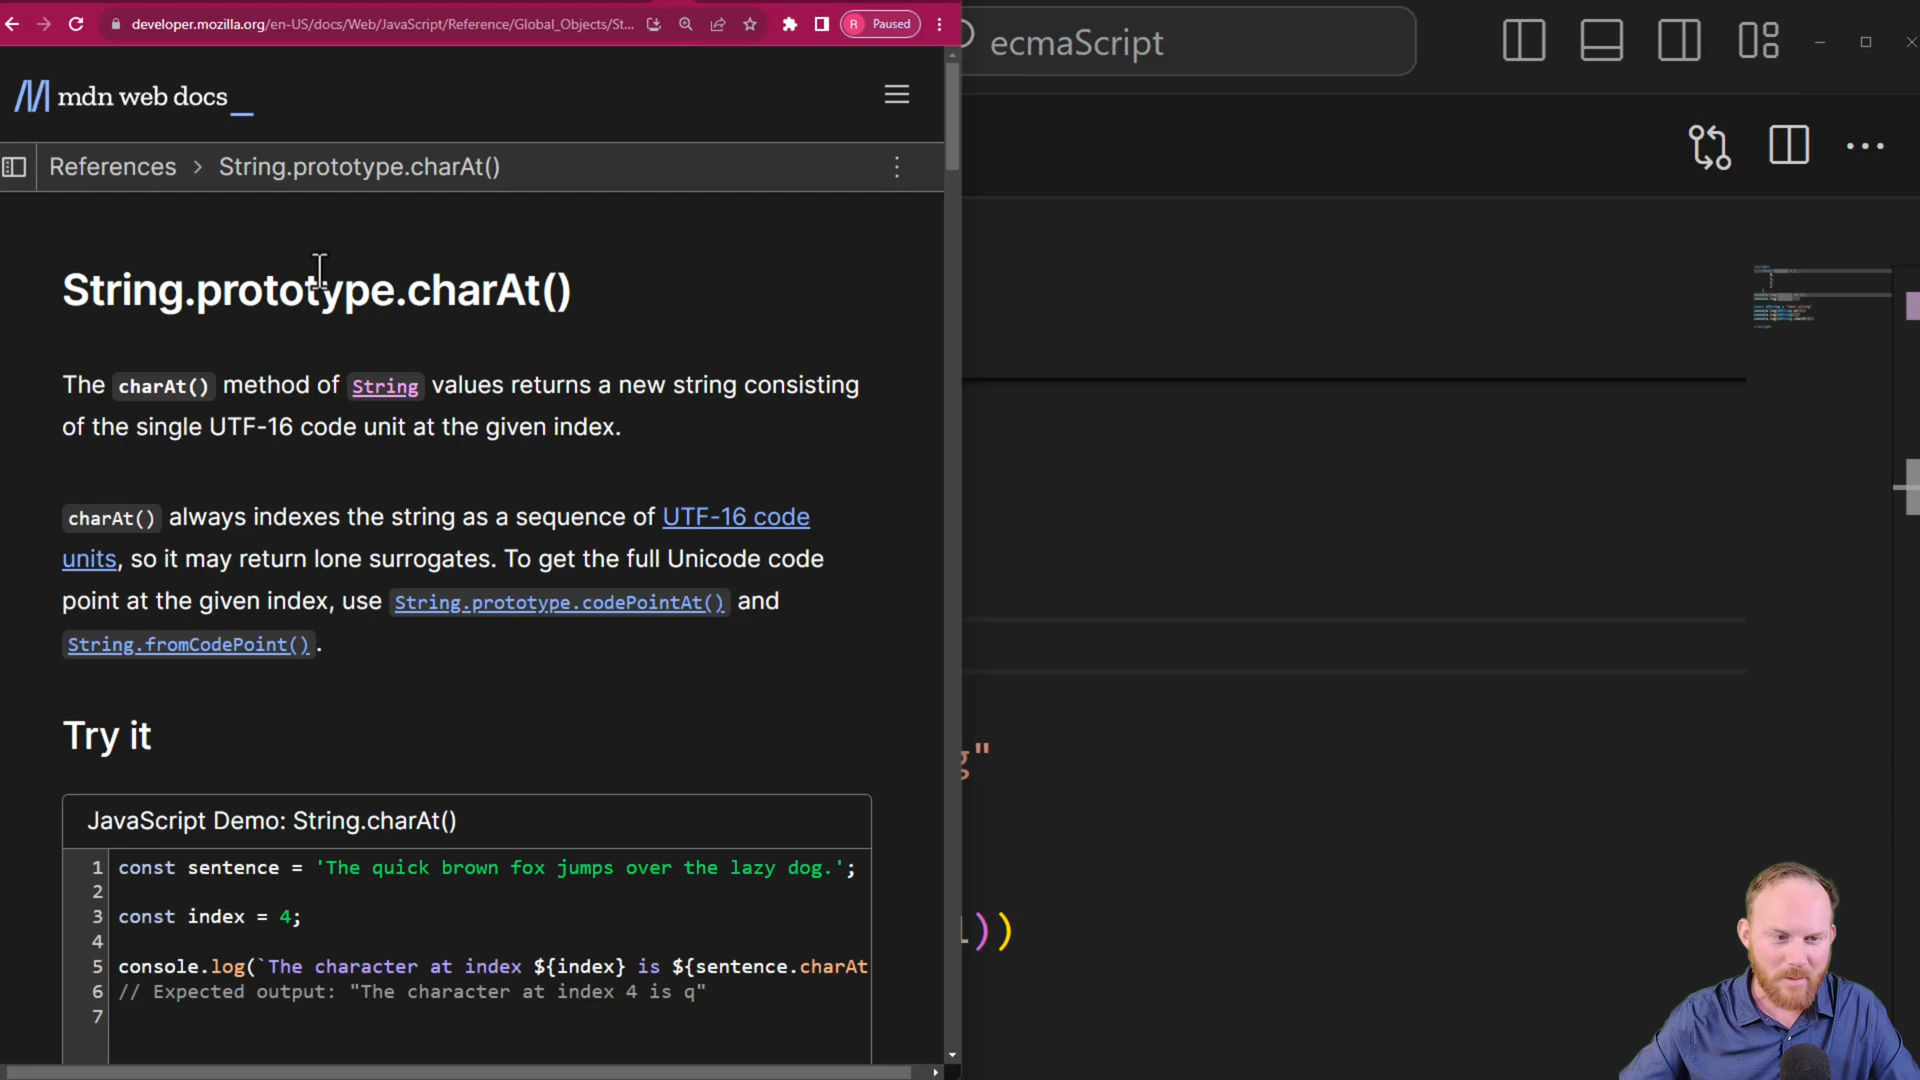 developer.mozilla.org/en-US/docs/Web/JavaScript/Reference/Global_Objects/St...
R Paused
ecmaScript
mdn web docs_
References > String.prototype.charAt()
String.prototype.charAt()
The charAt() method of String values returns a new string consisting
of the single UTF-16 code unit at the given index.
charAt() always indexes the string as a sequence of UTF-16 code
units, so it may return lone surrogates. To get the full Unicode code
point at the given index, use String.prototype.codePointAt() and
String.fromCodePoint().
Try it
g"
JavaScript Demo: String.charAt()
1 const sentence = 'The quick brown fox jumps over the lazy dog.';
2
3 const index = 4;
4
))
5 console.log(`The character at index ${index} is ${sentence.charAt
6 // Expected output: "The character at index 4 is q"
7